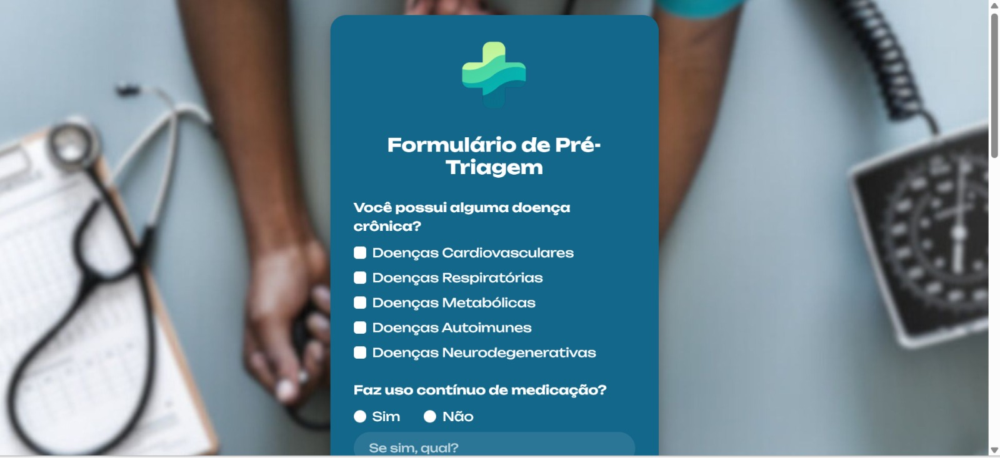 Formulário de Pré-
Triagem
Você possui alguma doença
crônica?
Doenças Cardiovasculares
Doenças Respiratórias
Doenças Metabólicas
Doenças Autoimunes
Doenças Neurodegenerativas
Faz uso contínuo de medicação?
Sim Não
Se sim, qual?